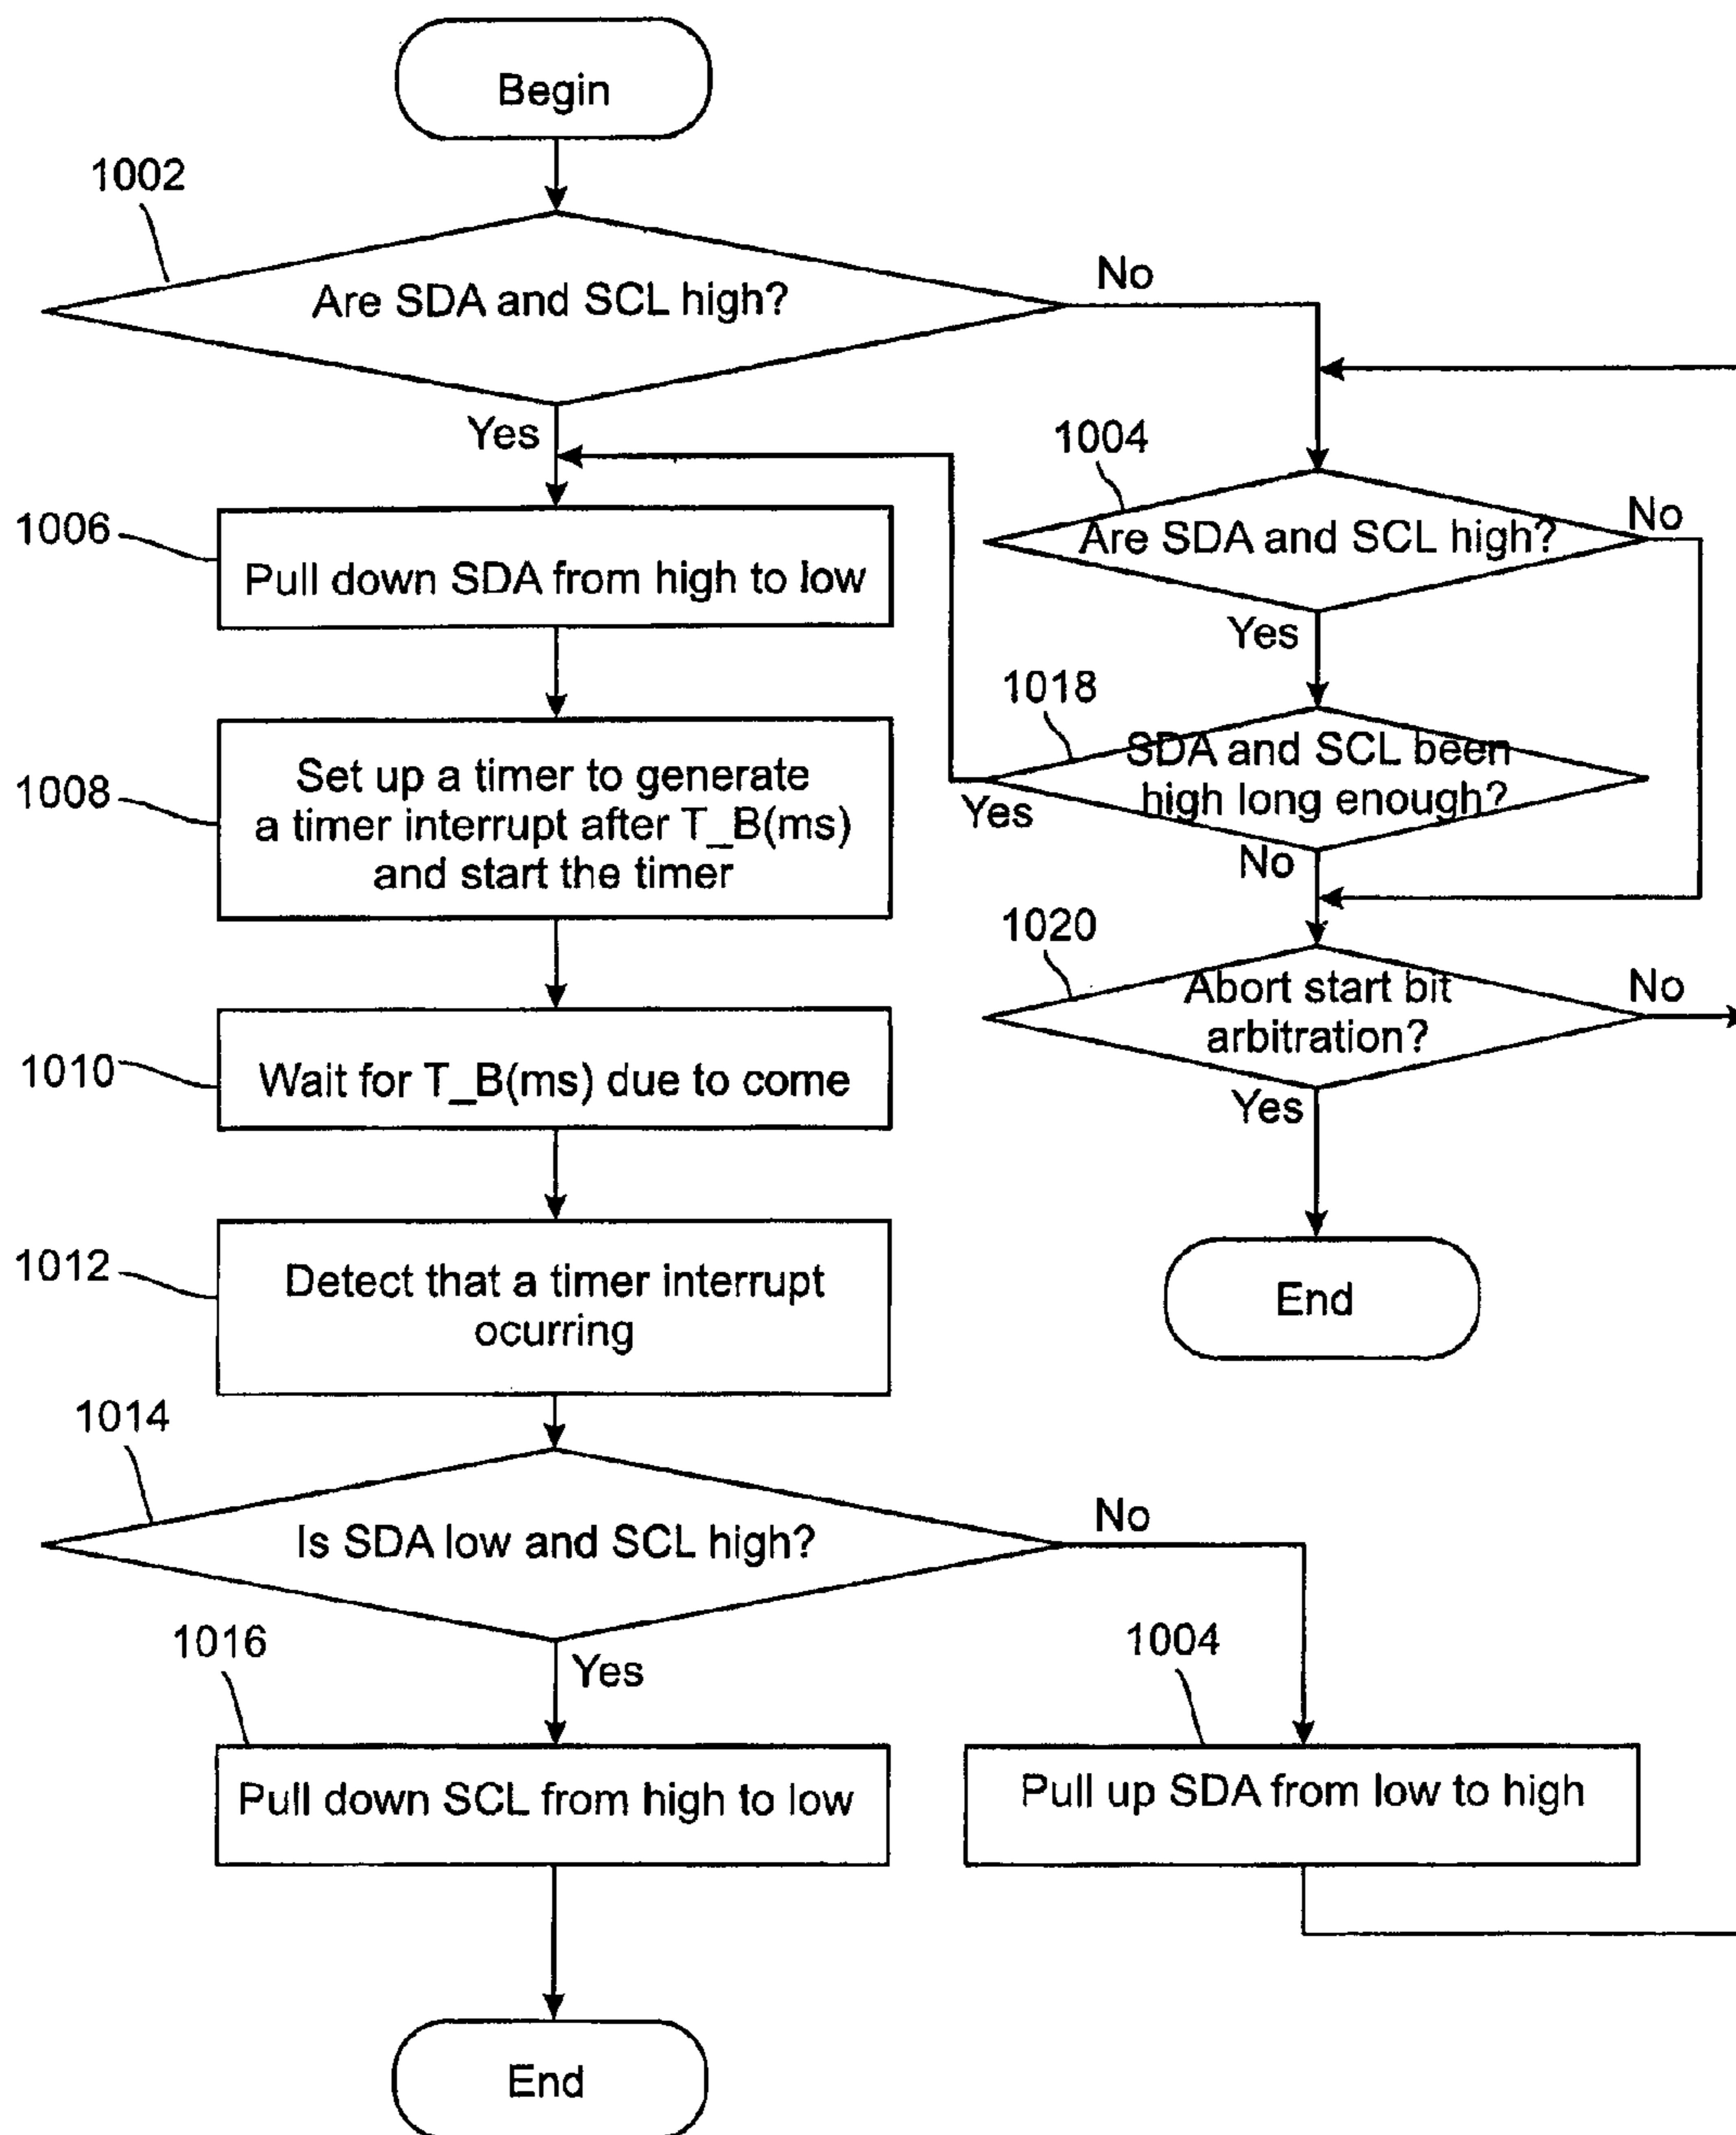 Begin
1002
Are SDA and SCL high?
No
Yes
1004
Are SDA and SCL high?
No
Yes
1006
Pull down SDA from high to low
1018
SDA and SCL been
high long enough?
Yes
No
1008
Set up a timer to generate
a timer interrupt after T_B(ms)
and start the timer
1020
Abort start bit
arbitration?
No
Yes
1010
Wait for T_B(ms) due to come
1012
Detect that a timer interrupt
ocurring
End
1014
Is SDA low and SCL high?
No
Yes
1016
Pull down SCL from high to low
1004
Pull up SDA from low to high
End